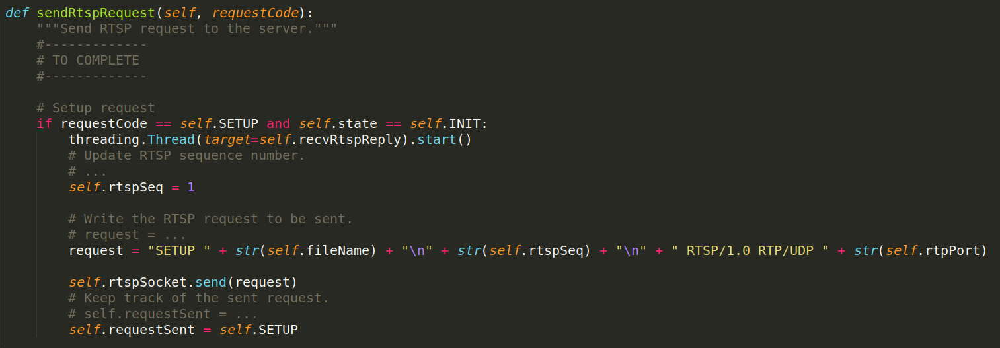 def sendRtspRequest(self, requestCode):
    """Send RTSP request to the server."""
    #-------------
    # TO COMPLETE
    #-------------

    # Setup request
    if requestCode == self.SETUP and self.state == self.INIT:
        threading.Thread(target=self.recvRtspReply).start()
        # Update RTSP sequence number.
        # ...
        self.rtspSeq = 1

        # Write the RTSP request to be sent.
        # request = ...
        request = "SETUP " + str(self.fileName) + "\n" + str(self.rtspSeq) + "\n" + " RTSP/1.0 RTP/UDP " + str(self.rtpPort)

        self.rtspSocket.send(request)
        # Keep track of the sent request.
        # self.requestSent = ...
        self.requestSent = self.SETUP